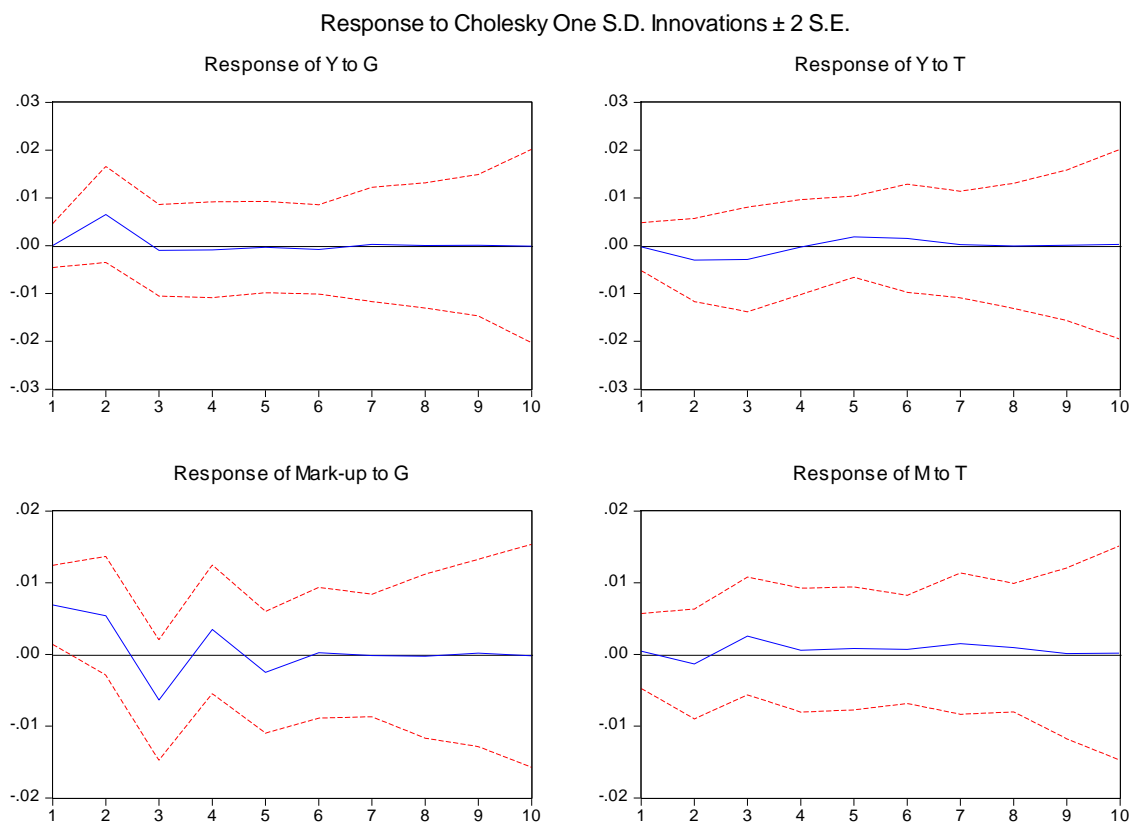 Response to Cholesky One S.D. Innovations ± 2 S.E.
Response of Y to G
.03
.02
.01
.00
-.01
-.02
-.03
1 2 3 4 5 6 7 8 9 10
Response of Y to T
.03
.02
.01
.00
-.01
-.02
-.03
1 2 3 4 5 6 7 8 9 10
Response of Mark-up to G
.02
.01
.00
-.01
-.02
1 2 3 4 5 6 7 8 9 10
Response of M to T
.02
.01
.00
-.01
-.02
1 2 3 4 5 6 7 8 9 10